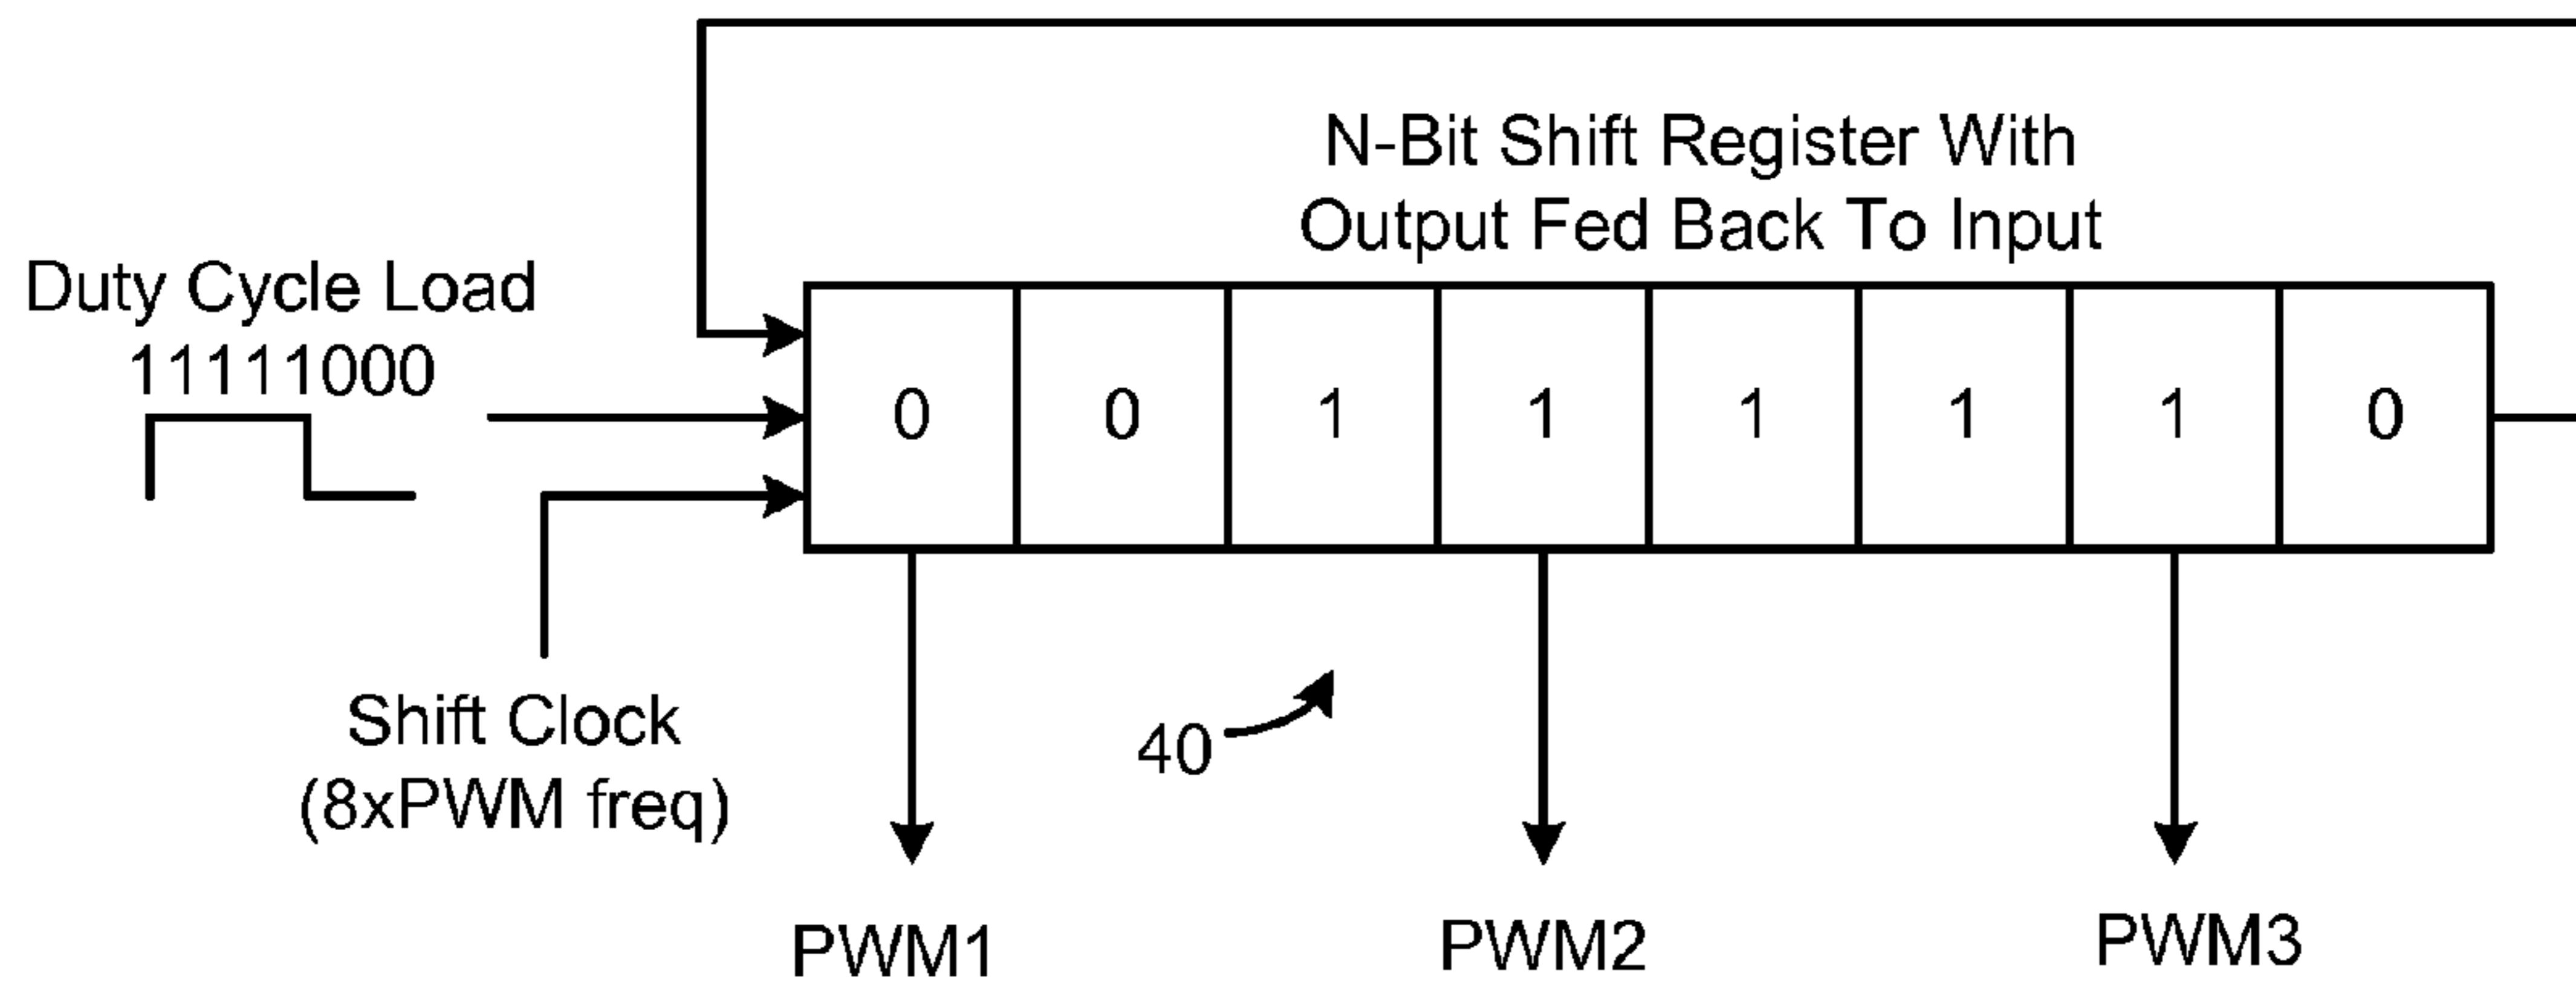 N-Bit Shift Register With
Output Fed Back To Input
Duty Cycle Load
11111000
0 0 1 1 1 1 1 0
Shift Clock
(8xPWM freq)
40
PWM1 PWM2 PWM3